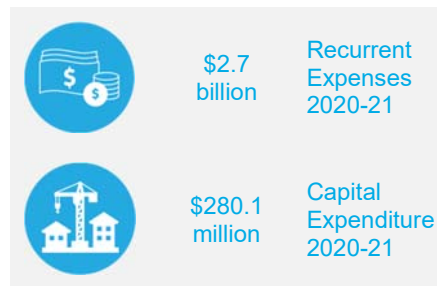 $
$
$2.7
billion
Recurrent
Expenses
2020-21
$280.1
million
Capital
Expenditure
2020-21